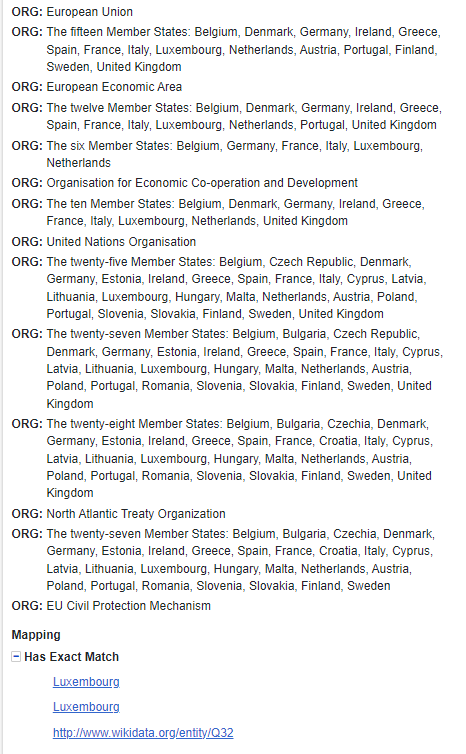 ORG: European Union
ORG: The fifteen Member States: Belgium, Denmark, Germany, Ireland, Greece,
Spain, France, Italy, Luxembourg, Netherlands, Austria, Portugal, Finland,
Sweden, United Kingdom
ORG: European Economic Area
ORG: The twelve Member States: Belgium, Denmark, Germany, Ireland, Greece,
Spain, France, Italy, Luxembourg, Netherlands, Portugal, United Kingdom
ORG: The six Member States: Belgium, Germany, France, Italy, Luxembourg,
Netherlands
ORG: Organisation for Economic Co-operation and Development
ORG: The ten Member States: Belgium, Denmark, Germany, Ireland, Greece,
France, Italy, Luxembourg, Netherlands, United Kingdom
ORG: United Nations Organisation
ORG: The twenty-five Member States: Belgium, Czech Republic, Denmark,
Germany, Estonia, Ireland, Greece, Spain, France, Italy, Cyprus, Latvia,
Lithuania, Luxembourg, Hungary, Malta, Netherlands, Austria, Poland,
Portugal, Slovenia, Slovakia, Finland, Sweden, United Kingdom
ORG: The twenty-seven Member States: Belgium, Bulgaria, Czech Republic,
Denmark, Germany, Estonia, Ireland, Greece, Spain, France, Italy, Cyprus,
Latvia, Lithuania, Luxembourg, Hungary, Malta, Netherlands, Austria,
Poland, Portugal, Romania, Slovenia, Slovakia, Finland, Sweden, United
Kingdom
ORG: The twenty-eight Member States: Belgium, Bulgaria, Czechia, Denmark,
Germany, Estonia, Ireland, Greece, Spain, France, Croatia, Italy, Cyprus,
Latvia, Lithuania, Luxembourg, Hungary, Malta, Netherlands, Austria,
Poland, Portugal, Romania, Slovenia, Slovakia, Finland, Sweden, United
Kingdom
ORG: North Atlantic Treaty Organization
ORG: The twenty-seven Member States: Belgium, Bulgaria, Czechia, Denmark,
Germany, Estonia, Ireland, Greece, Spain, France, Croatia, Italy, Cyprus,
Latvia, Lithuania, Luxembourg, Hungary, Malta, Netherlands, Austria,
Poland, Portugal, Romania, Slovenia, Slovakia, Finland, Sweden
ORG: EU Civil Protection Mechanism
Mapping
Has Exact Match
Luxembourg
Luxembourg
http://www.wikidata.org/entity/Q32